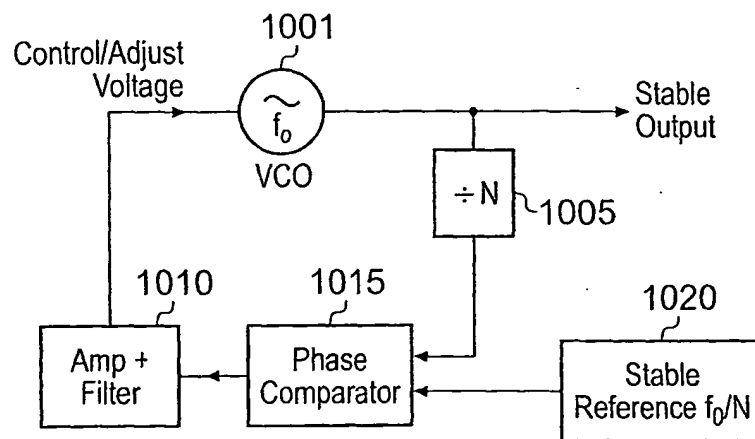 1001
Control/Adjust
Voltage
~
f₀
VCO
Stable
Output
÷ N
1005
1010
1015
1020
Amp +
Filter
Phase
Comparator
Stable
Reference f₀/N